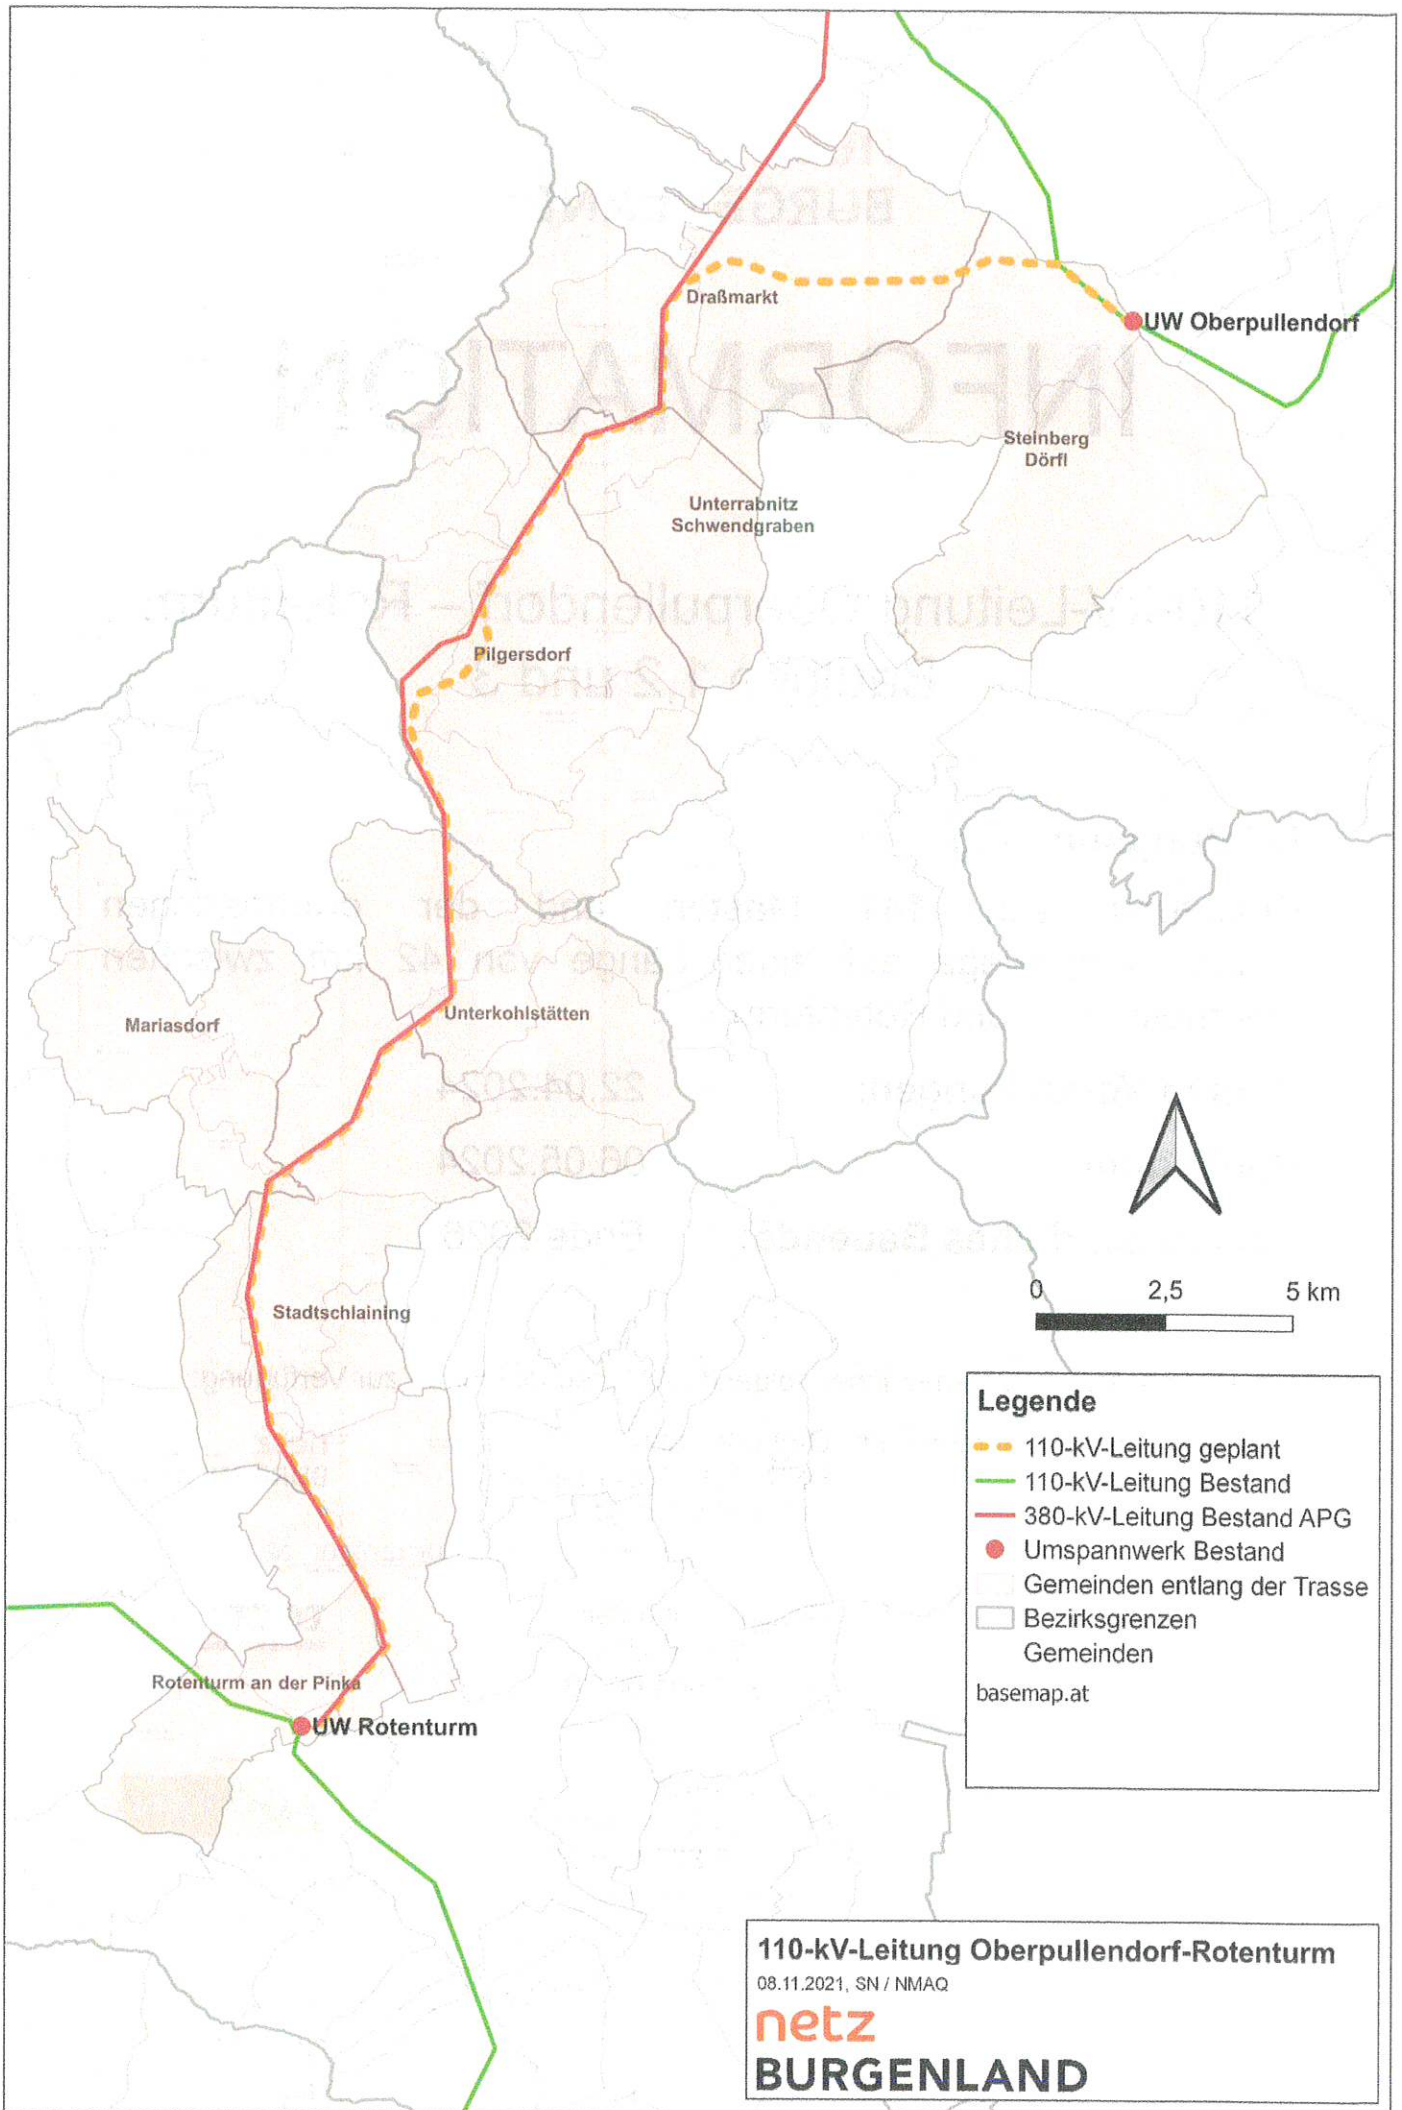 Draßmarkt
UW Oberpullendorf
Steinberg
Dörfl
Unterrabnitz
Schwendgraben
Pilgersdorf
Unterkohlstätten
Mariasdorf
Stadtschlaining
Rotenturm an der Pinka
UW Rotenturm
0 2,5 5 km
Legende
110-kV-Leitung geplant
110-kV-Leitung Bestand
380-kV-Leitung Bestand APG
Umspannwerk Bestand
Gemeinden entlang der Trasse
Bezirksgrenzen
Gemeinden
basemap.at
110-kV-Leitung Oberpullendorf-Rotenturm
08.11.2021, SN / NMAQ
netz
BURGENLAND